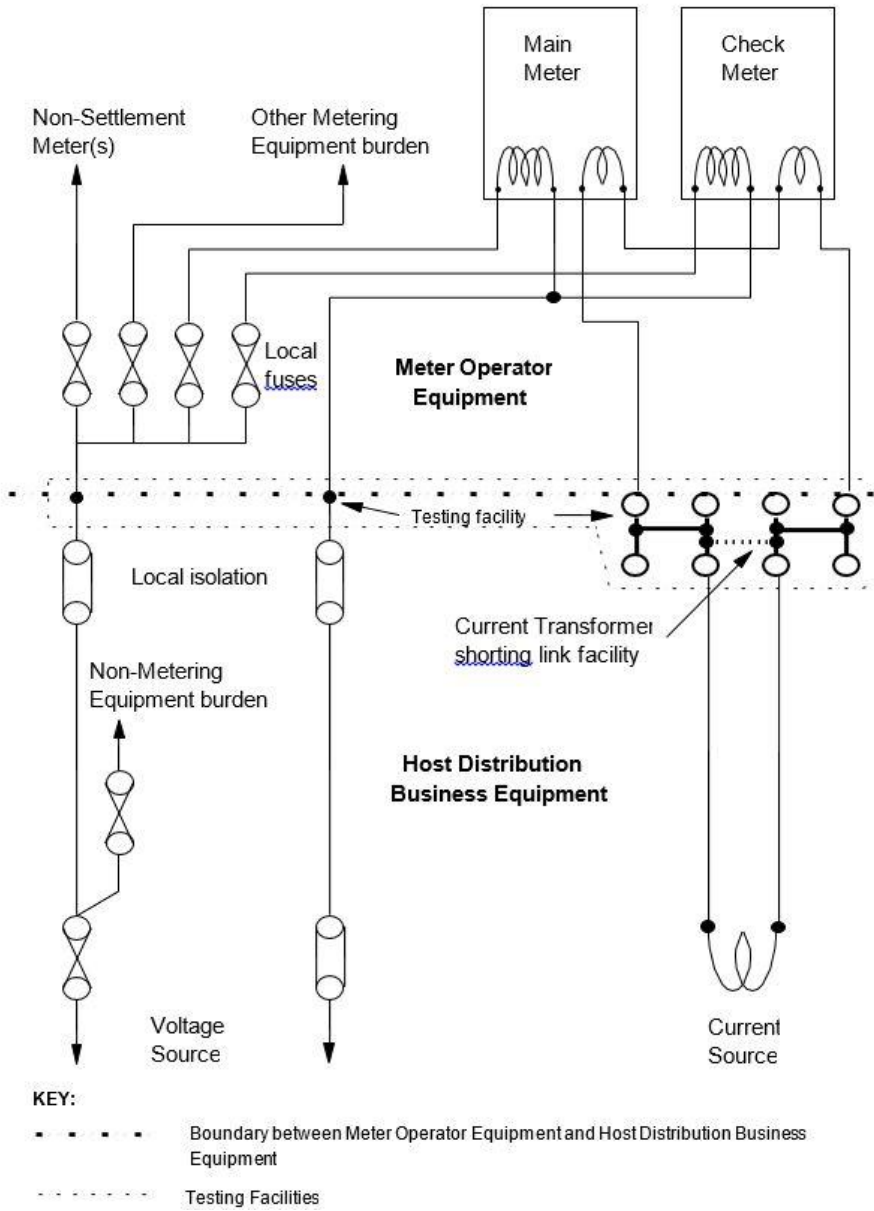 Main
Meter
Check
Meter
Non-Settlement
Meter(s)
Other Metering
Equipment burden
Local
fuses
Meter Operator
Equipment
Testing facility
Local isolation
Current Transformer
shorting link facility
Non-Metering
Equipment burden
Host Distribution
Business Equipment
Voltage
Source
Current
Source
KEY:
Boundary between Meter Operator Equipment and Host Distribution Business
Equipment
Testing Facilities